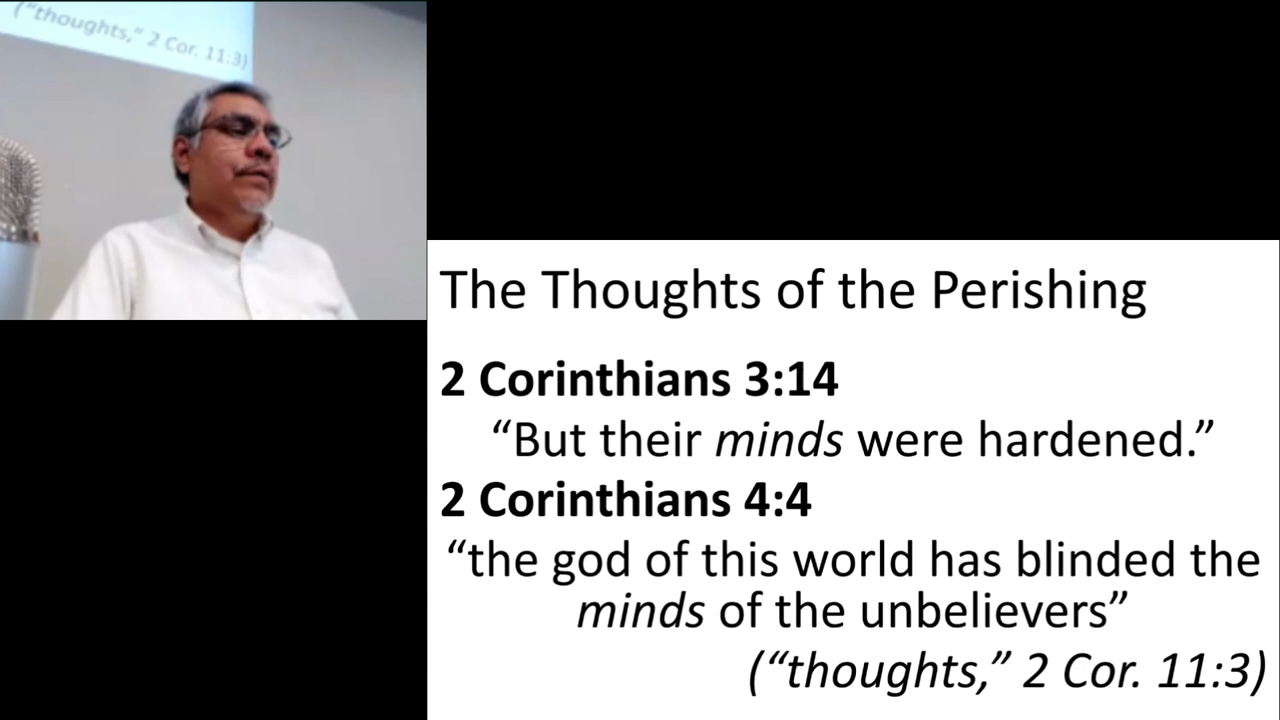 (“thoughts,” 2 Cor. 11:3)
The Thoughts of the Perishing
2 Corinthians 3:14
“But their minds were hardened.”
2 Corinthians 4:4
“the god of this world has blinded the
minds of the unbelievers”
(“thoughts,” 2 Cor. 11:3)